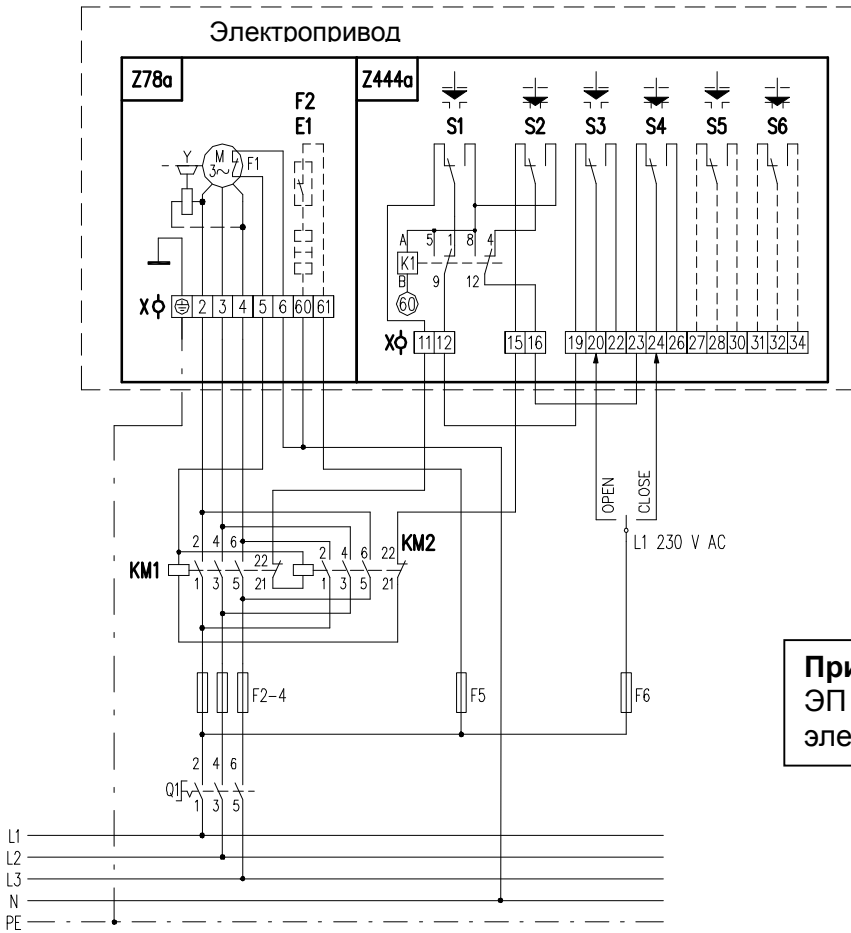 Электропривод
Z78a
Z444a
F2
E1
S1 S2 S3 S4 S5 S6
Y M 3~ F1
A 5 1 8 4
K1
B 9 12
60
X ⏚ 2 3 4 5 6 60 61
X 11 12 15 16 19 20 22 23 24 26 27 28 30 31 32 34
OPEN
CLOSE
L1 230 V AC
2 4 6 22 2 4 6 22 KM2
KM1 1 3 5 21 1 3 5 21
F2-4 F5 F6
При
ЭП
эле
2 4 6
Q1 1 3 5
L1
L2
L3
N
PE